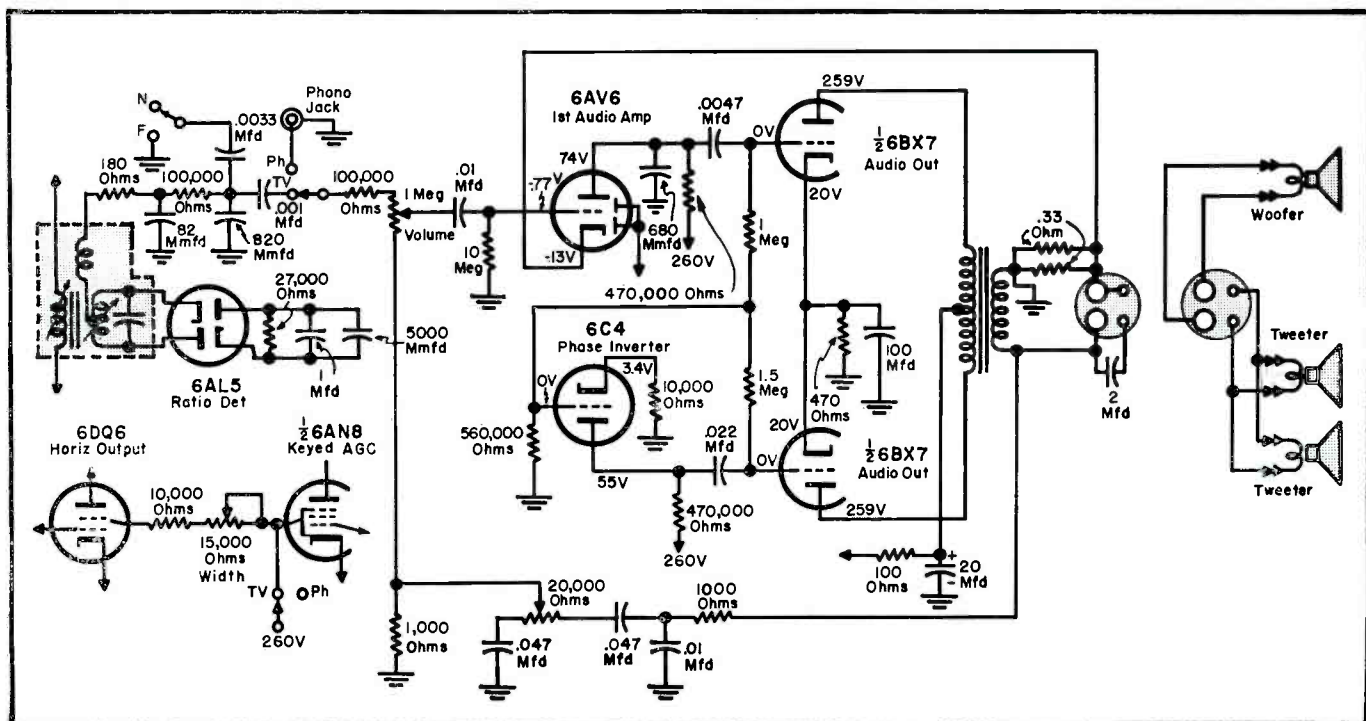 N
F
.0033
Mfd
Phono
Jack
Ph
180
Ohms
100,000
Ohms
TV
.001
Mfd
100,000
Ohms
82
Mmfd
820
Mmfd
1 Meg
Volume
.01
Mfd
10
Meg
6AV6
1st Audio Amp
74V
-.77V
-.13V
680
Mmfd
260V
470,000 Ohms
.0047
Mfd
0V
259V
½6BX7
Audio Out
20V
1
Meg
27,000
Ohms
5000
Mmfd
1
Mfd
6AL5
Ratio Det
6C4
Phase Inverter
3.4V
0V
10,000
Ohms
560,000
Ohms
55V
.022
Mfd
470,000
Ohms
260V
1.5
Meg
470
Ohms
100
Mfd
20V
0V
½6BX7
Audio Out
259V
.33
Ohm
2
Mfd
Woofer
Tweeter
Tweeter
6DQ6
Horiz Output
½6AN8
Keyed AGC
10,000
Ohms
15,000
Ohms
Width
TV
Ph
260V
1,000
Ohms
20,000
Ohms
.047
Mfd
.047
Mfd
.01
Mfd
1000
Ohms
100
Ohms
+
20
- Mfd